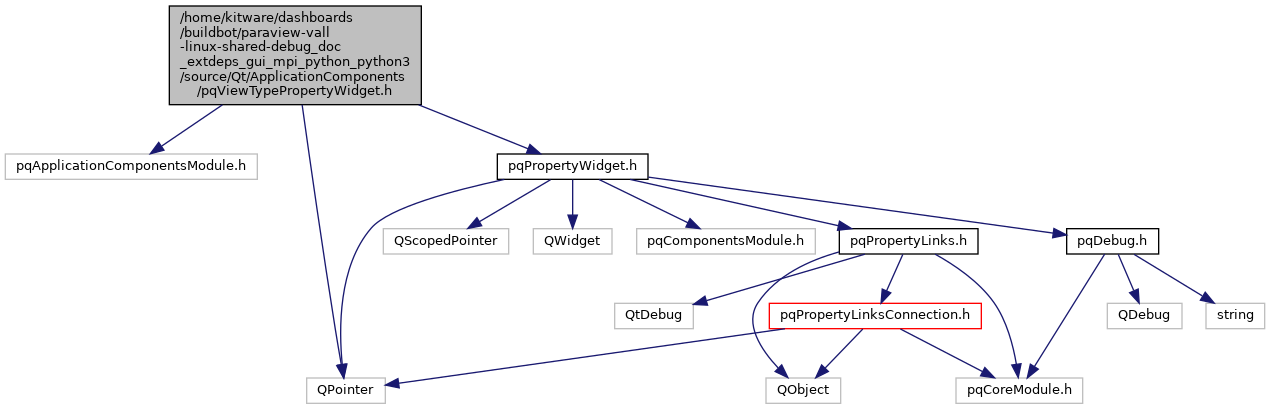 /home/kitware/dashboards
/buildbot/paraview-vall
-linux-shared-debug_doc
_extdeps_gui_mpi_python_python3
/source/Qt/ApplicationComponents
/pqViewTypePropertyWidget.h
pqApplicationComponentsModule.h
pqPropertyWidget.h
QScopedPointer
QWidget
pqComponentsModule.h
pqPropertyLinks.h
pqDebug.h
QtDebug
pqPropertyLinksConnection.h
QDebug
string
QPointer
QObject
pqCoreModule.h